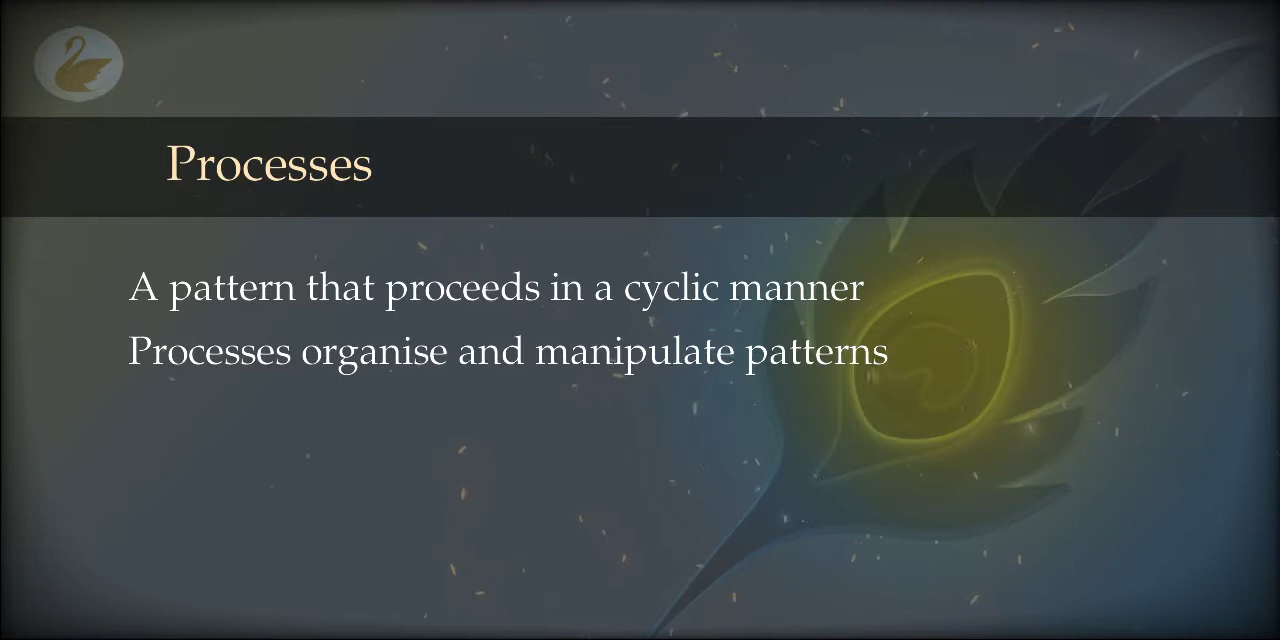 Processes
A pattern that proceeds in a cyclic manner
Processes organise and manipulate patterns